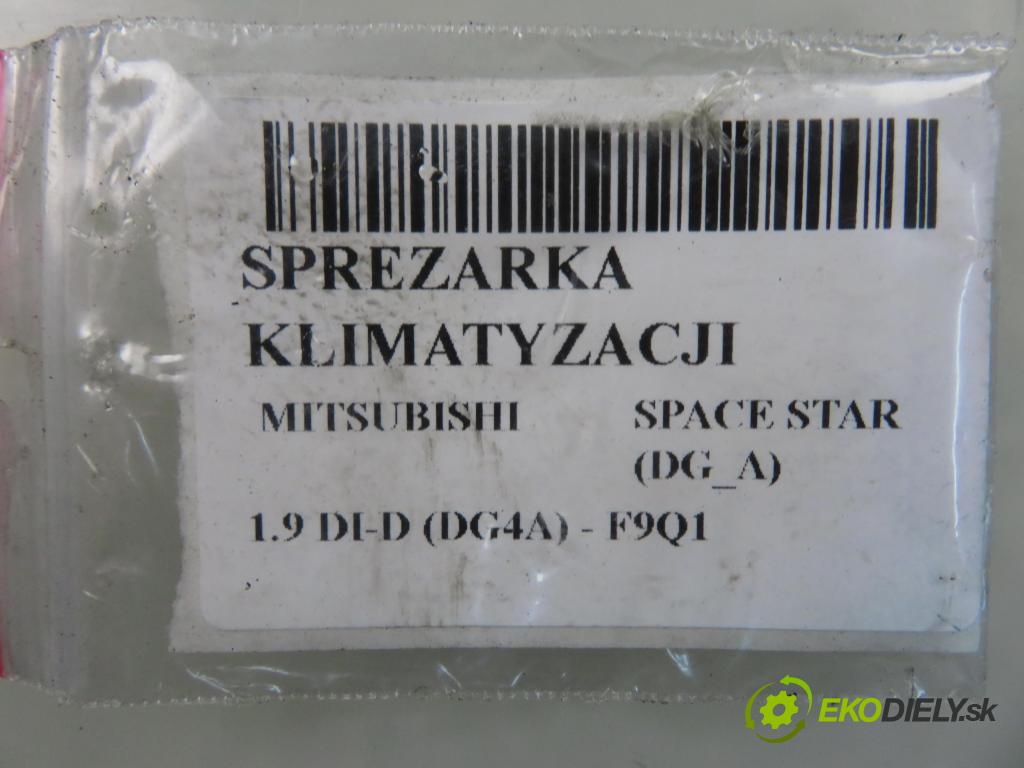 SPREZARKA
KLIMATYZACJI
MITSUBISHI SPACE STAR
(DG_A)
1.9 DI-D (DG4A) - F9Q1
EKODIELY.sk